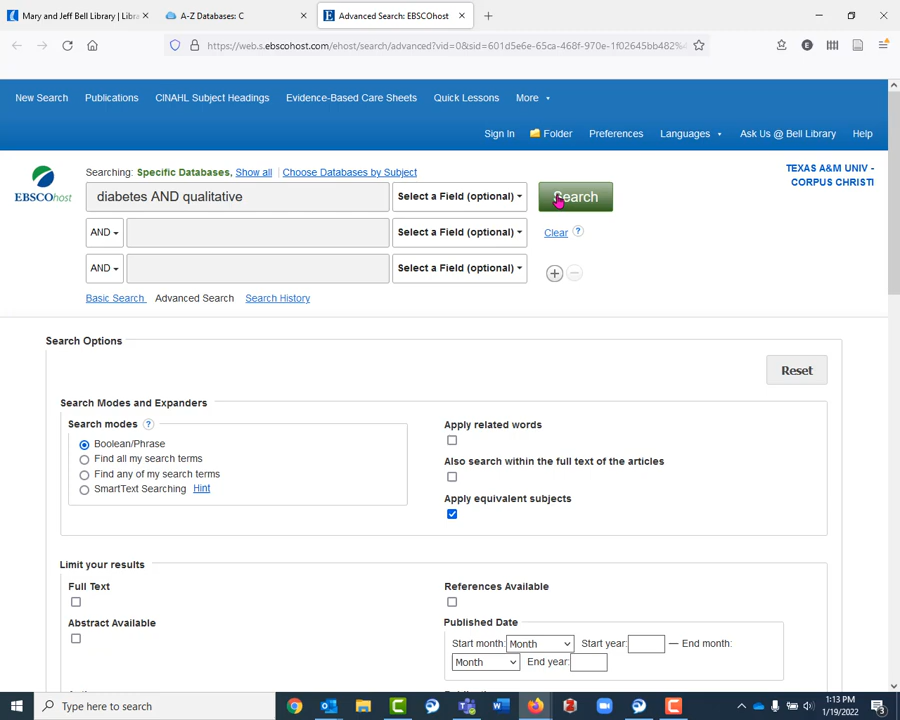 Mary and Jeff Bell Library | Libra
A-Z Databases: C
Advanced Search: EBSCOhost
https://web.s.ebscohost.com/ehost/search/advanced?vid=0&sid=601d5e6e-65ca-468f-970e-1f02645bb482%
New Search Publications CINAHL Subject Headings Evidence-Based Care Sheets Quick Lessons More
Sign In Folder Preferences Languages Ask Us @ Bell Library Help
Searching: Specific Databases, Show all | Choose Databases by Subject
TEXAS A&M UNIV -
CORPUS CHRISTI
EBSCOhost
diabetes AND qualitative Select a Field (optional) Search
AND Select a Field (optional) Clear ?
AND Select a Field (optional)
Basic Search Advanced Search Search History
Search Options
Reset
Search Modes and Expanders
Search modes ?
Boolean/Phrase
Find all my search terms
Find any of my search terms
SmartText Searching Hint
Apply related words
Also search within the full text of the articles
Apply equivalent subjects
Limit your results
Full Text
References Available
Abstract Available
Published Date
Start month: Month Start year: — End month:
Month End year:
Type here to search
1:13 PM
1/19/2022
3